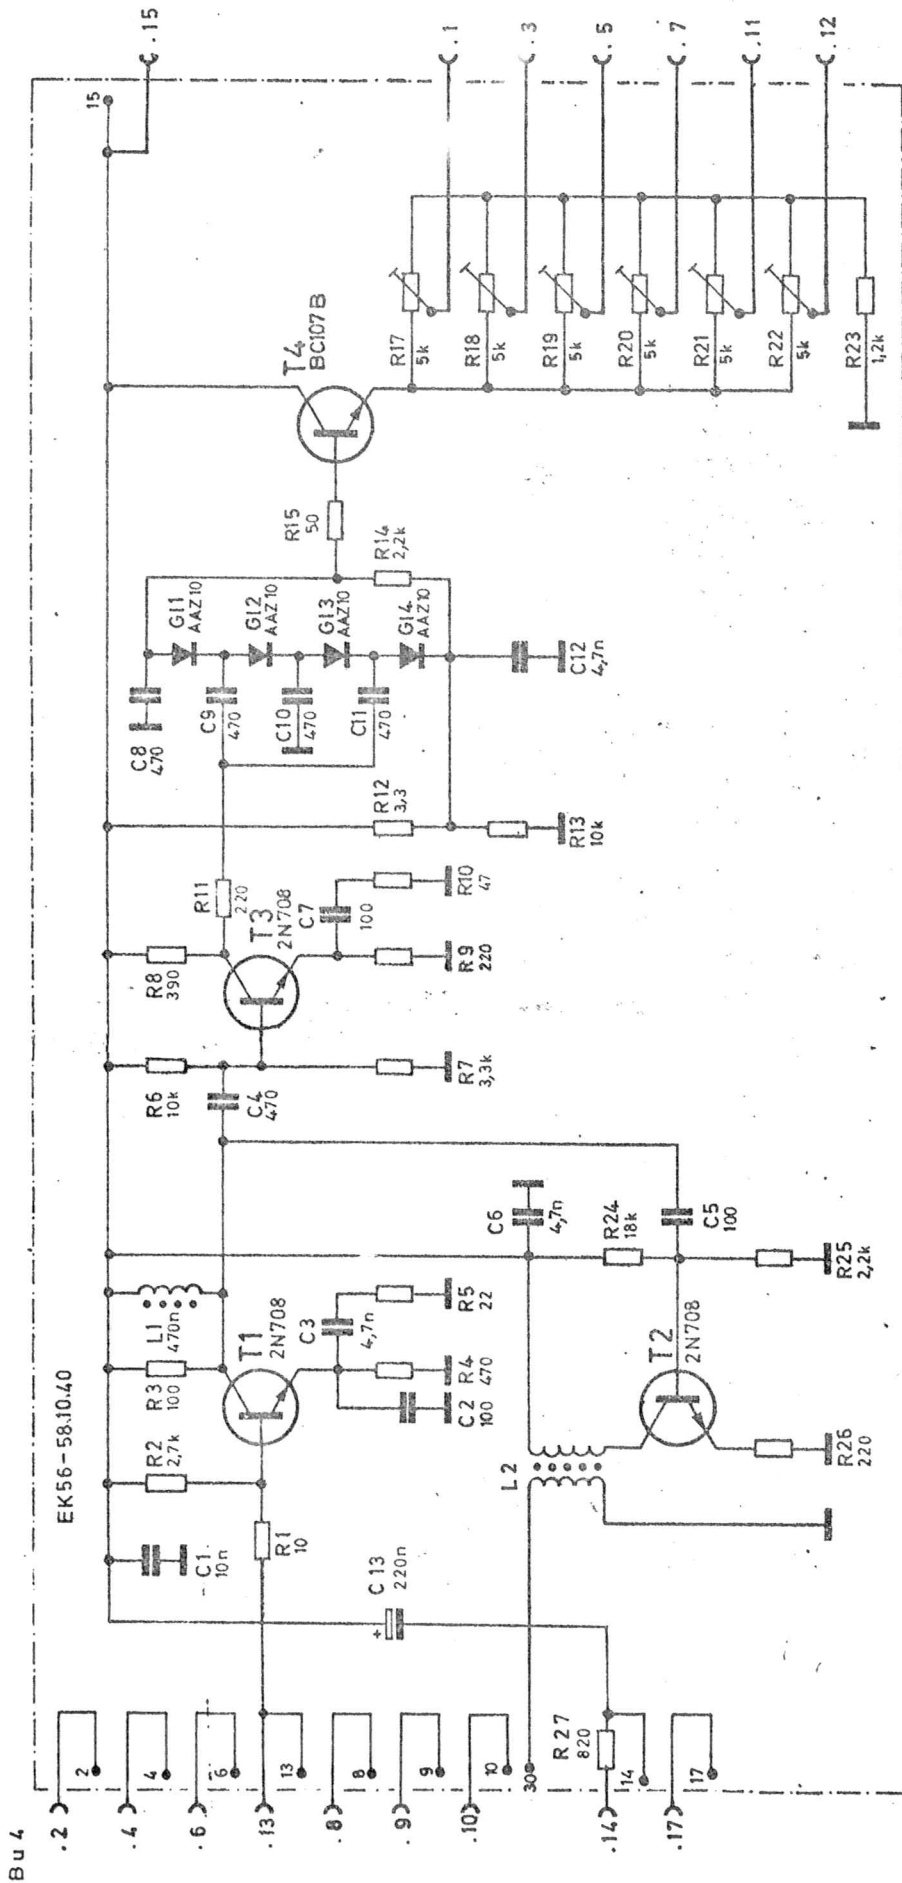 Bu 4
EK56-58.10.40
.2
.4
.6
.13
.8
.9
.10
.14
.17
2
4
6
13
8
9
10
30
14
17
15
C1
10n
R1
10
R2
2,7k
R3
100
L1
470n
T1
2N708
C13
220n
+
C2
100
R4
470
C3
4,7n
R5
22
R27
820
L2
T2
2N708
R26
220
C6
4,7n
R24
18k
C5
100
R25
2,2k
R6
10k
C4
470
R7
3,3k
R8
390
T3
2N708
R9
220
C7
100
R10
47
R11
220
R12
3,3
R13
10k
C8
470
C9
470
C10
470
C11
470
Gl1
AAZ10
Gl2
AAZ10
Gl3
AAZ10
Gl4
AAZ10
C12
4,7n
R14
2,2k
R15
50
T4
BC107B
R17
5k
R18
5k
R19
5k
R20
5k
R21
5k
R22
5k
R23
1,2k
C.15
C.1
C.3
C.5
C.7
C.11
C.12